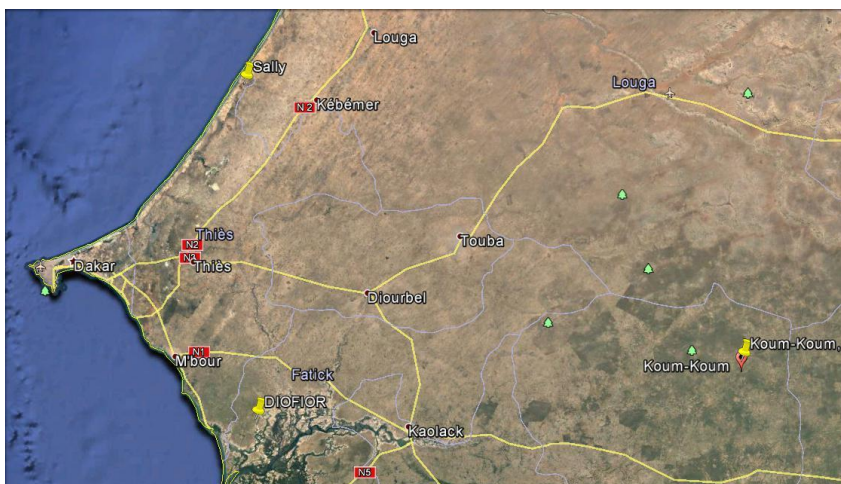 Louga
Sally
Louga
N 2
Kébémer
Thiès
N2
Touba
N3
Thiès
Dakar
Diourbel
Koum-Koum,
N1
M'bour
Koum-Koum
Fatick
DIOFIOR
Kaolack
N5